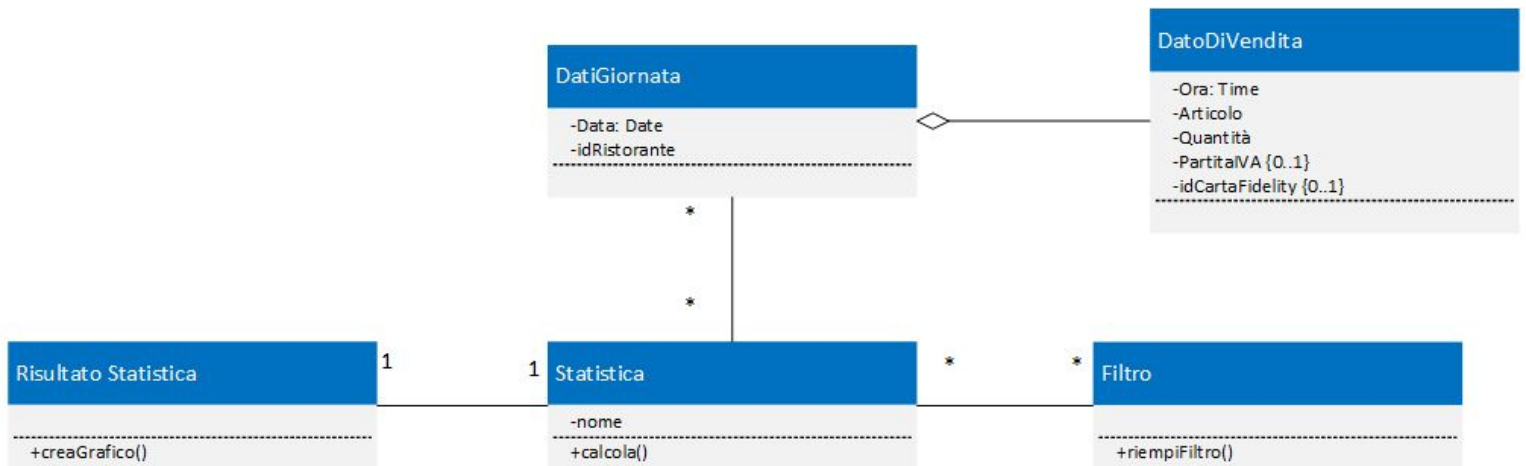 DatoDiVendita
-Ora: Time
-Articolo
-Quantità
-PartitaIVA {0..1}
-idCartaFidelity {0..1}
DatiGiornata
-Data: Date
-idRistorante
*
*
Risultato Statistica
+creaGrafico()
1
1
Statistica
-nome
+calcola()
*
*
Filtro
+riempiFiltro()